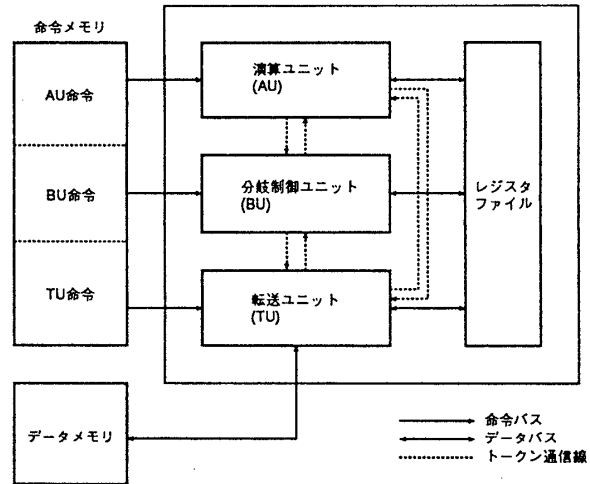 命令メモリ
AU命令
BU命令
TU命令
データメモリ
演算ユニット
(AU)
分岐制御ユニット
(BU)
転送ユニット
(TU)
レジスタ
ファイル
命令バス
データバス
トークン通信線